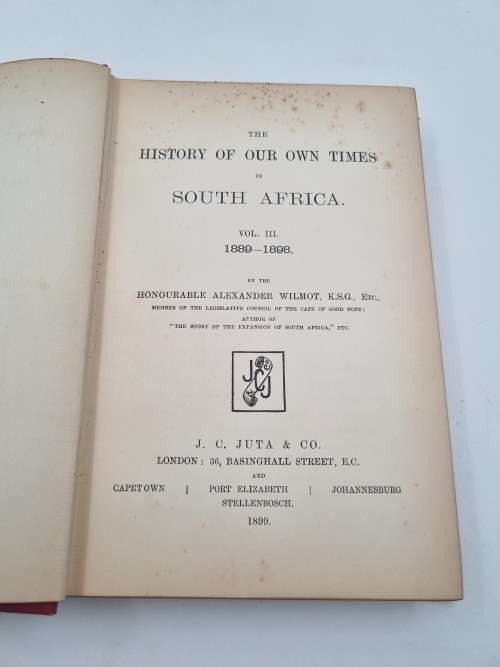 THE
HISTORY OF OUR OWN TIMES
IN
SOUTH AFRICA.
VOL. III.
1889—1898.
BY THE
HONOURABLE ALEXANDER WILMOT, K.S.G., ETC.,
MEMBER OF THE LEGISLATIVE COUNCIL OF THE CAPE OF GOOD HOPE;
AUTHOR OF
"THE STORY OF THE EXPANSION OF SOUTH AFRICA," ETC.
JCJ
J. C. JUTA & CO.
LONDON: 36, BASINGHALL STREET, E.C.
AND
CAPETOWN | PORT ELIZABETH | JOHANNESBURG
STELLENBOSCH.
1899.